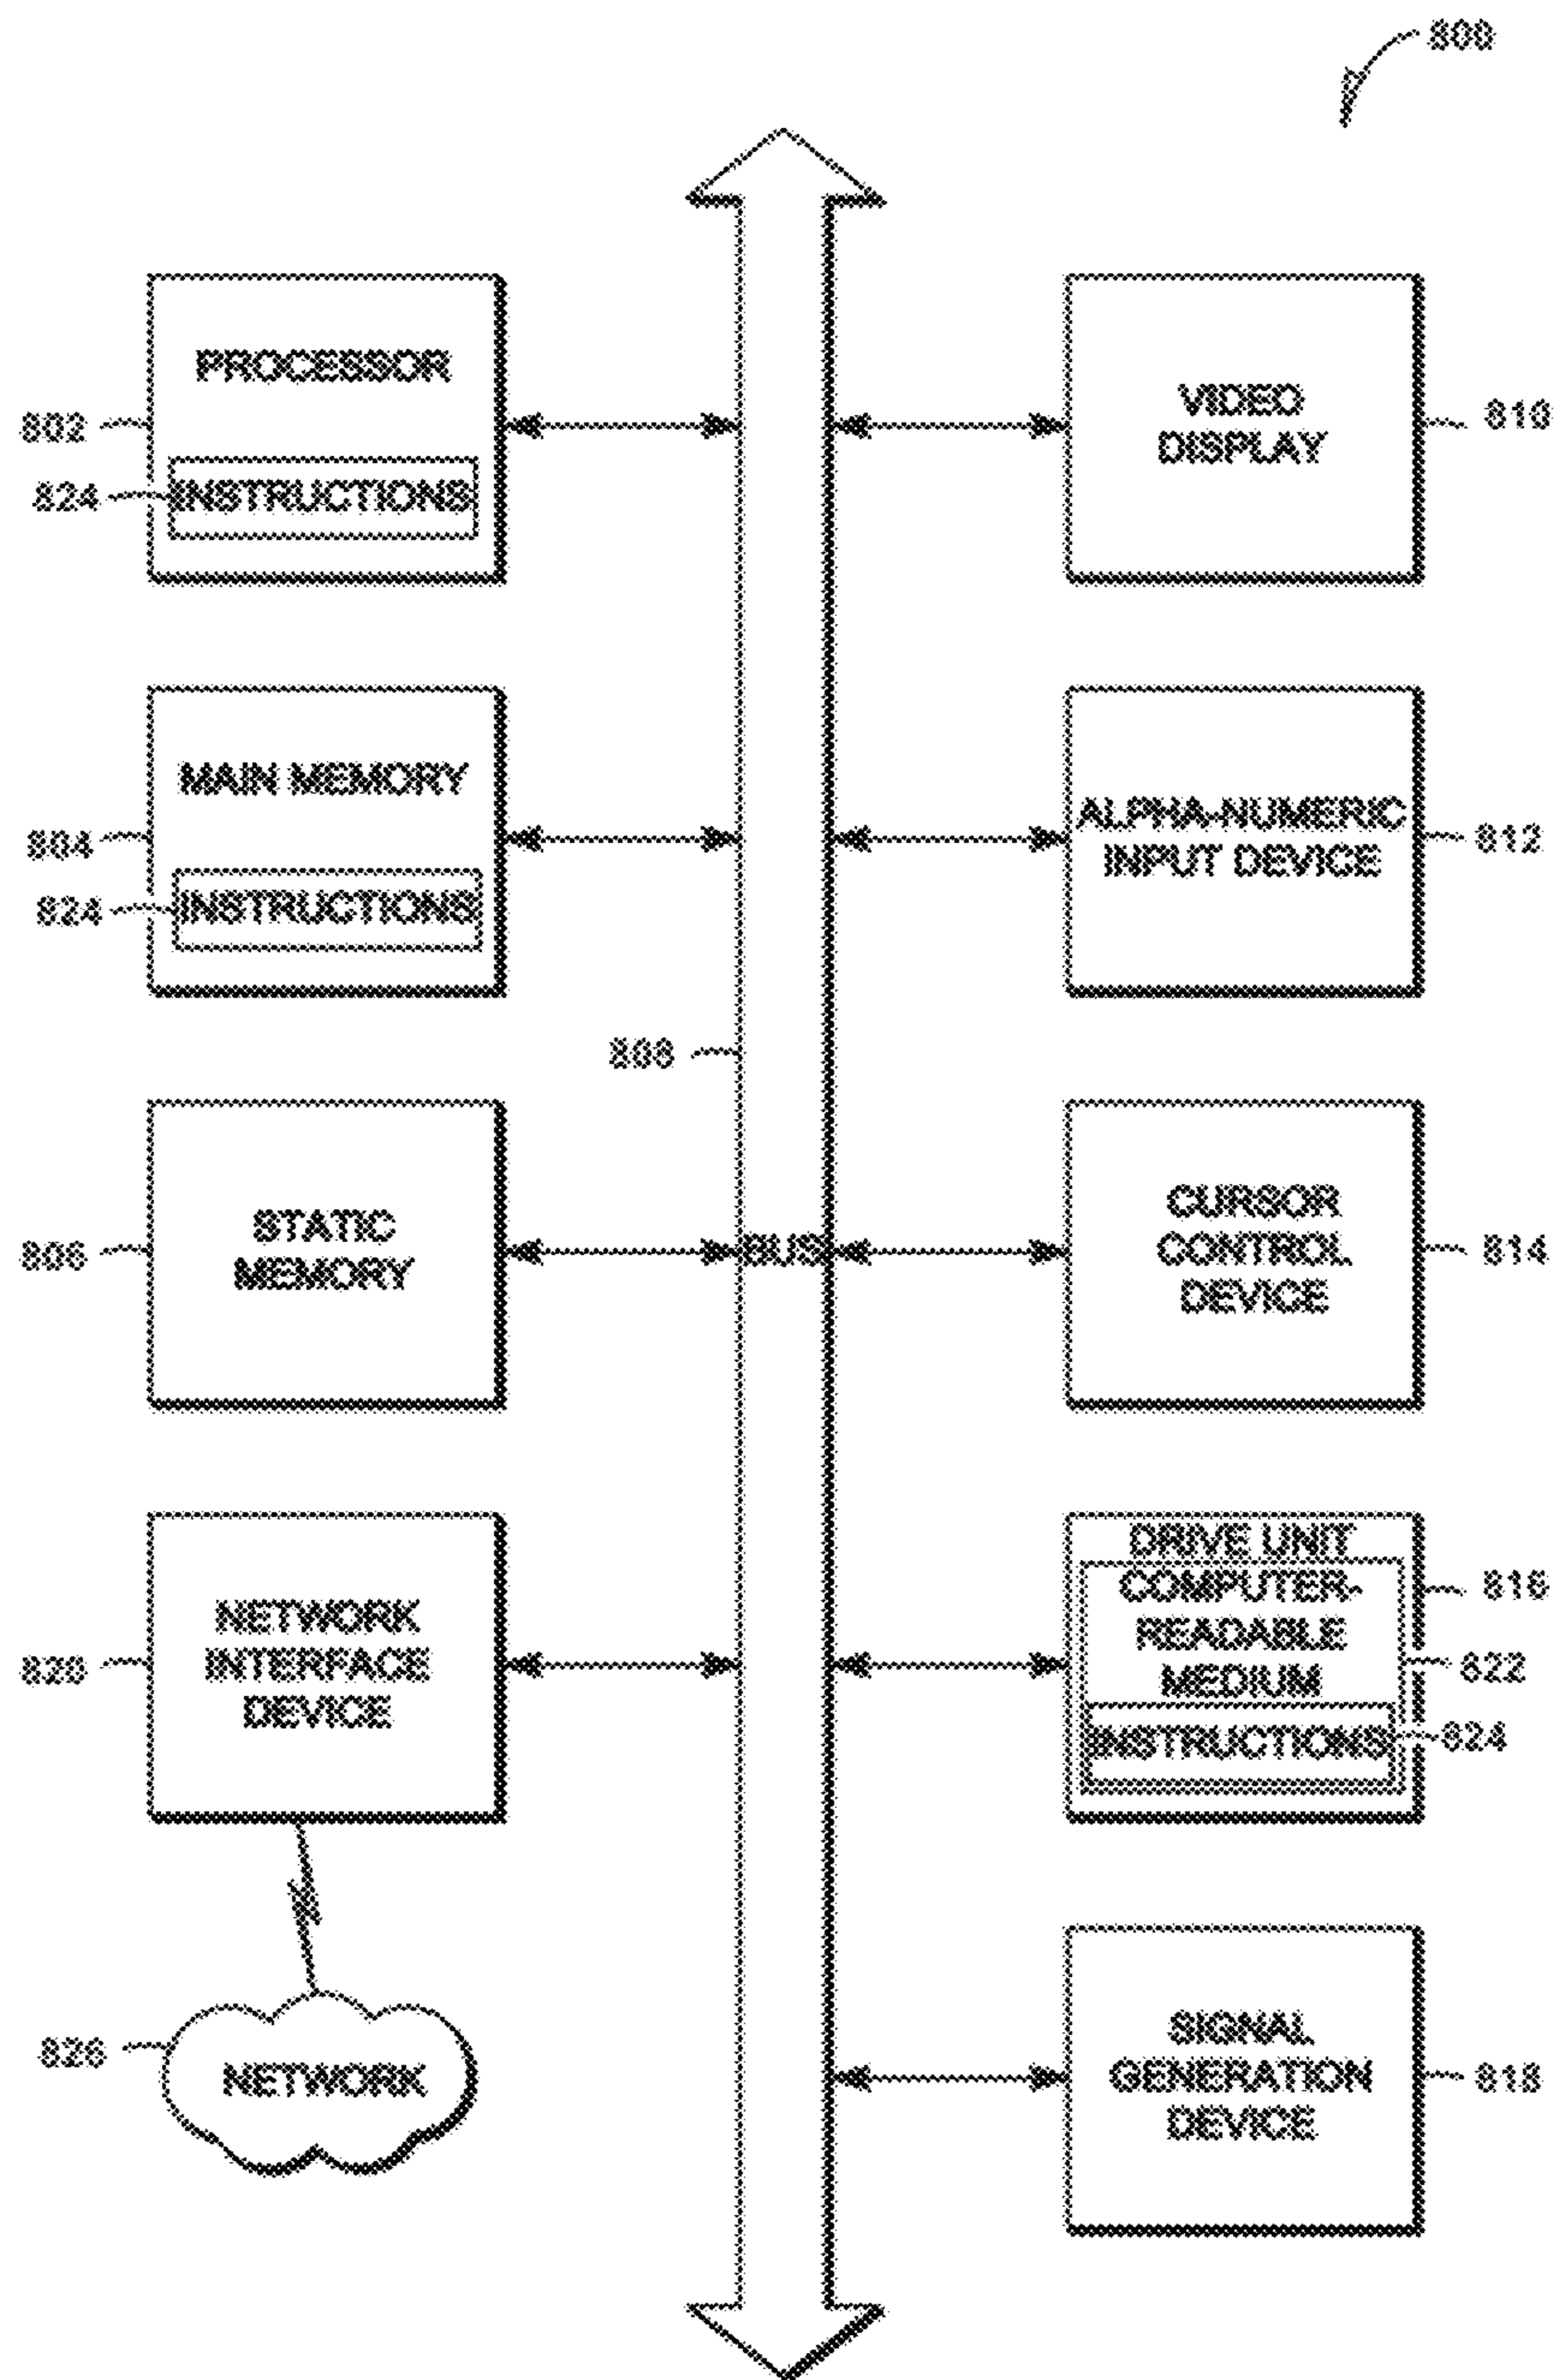 800
PROCESSOR
802
824
INSTRUCTIONS
VIDEO
DISPLAY
810
MAIN MEMORY
804
824
INSTRUCTIONS
ALPHA-NUMERIC
INPUT DEVICE
812
808
STATIC
MEMORY
806
BUS
CURSOR
CONTROL
DEVICE
814
NETWORK
INTERFACE
DEVICE
820
DRIVE UNIT
COMPUTER-
READABLE
MEDIUM
INSTRUCTIONS
816
822
824
826
NETWORK
SIGNAL
GENERATION
DEVICE
818